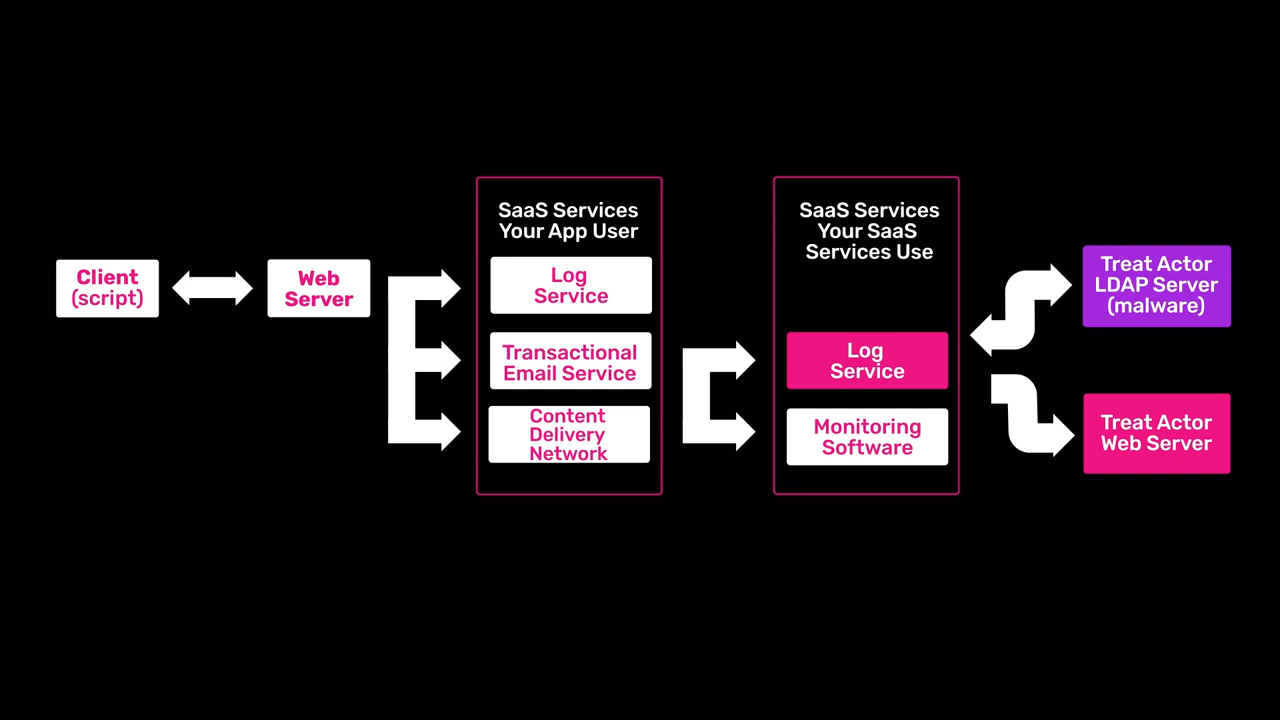 Client
(script)
Web
Server
SaaS Services
Your App User
Log
Service
Transactional
Email Service
Content
Delivery
Network
SaaS Services
Your SaaS
Services Use
Log
Service
Monitoring
Software
Treat Actor
LDAP Server
(malware)
Treat Actor
Web Server